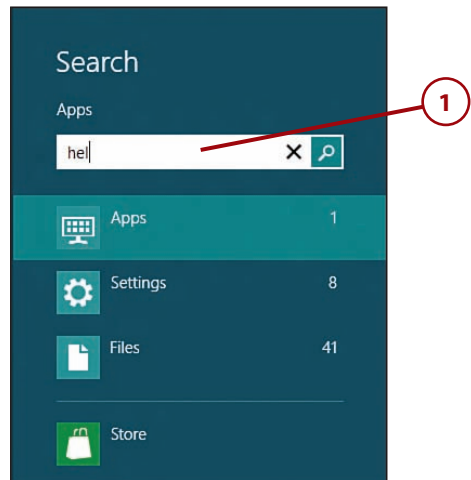 Search
Apps
hel
1
Apps 1
Settings 8
Files 41
Store